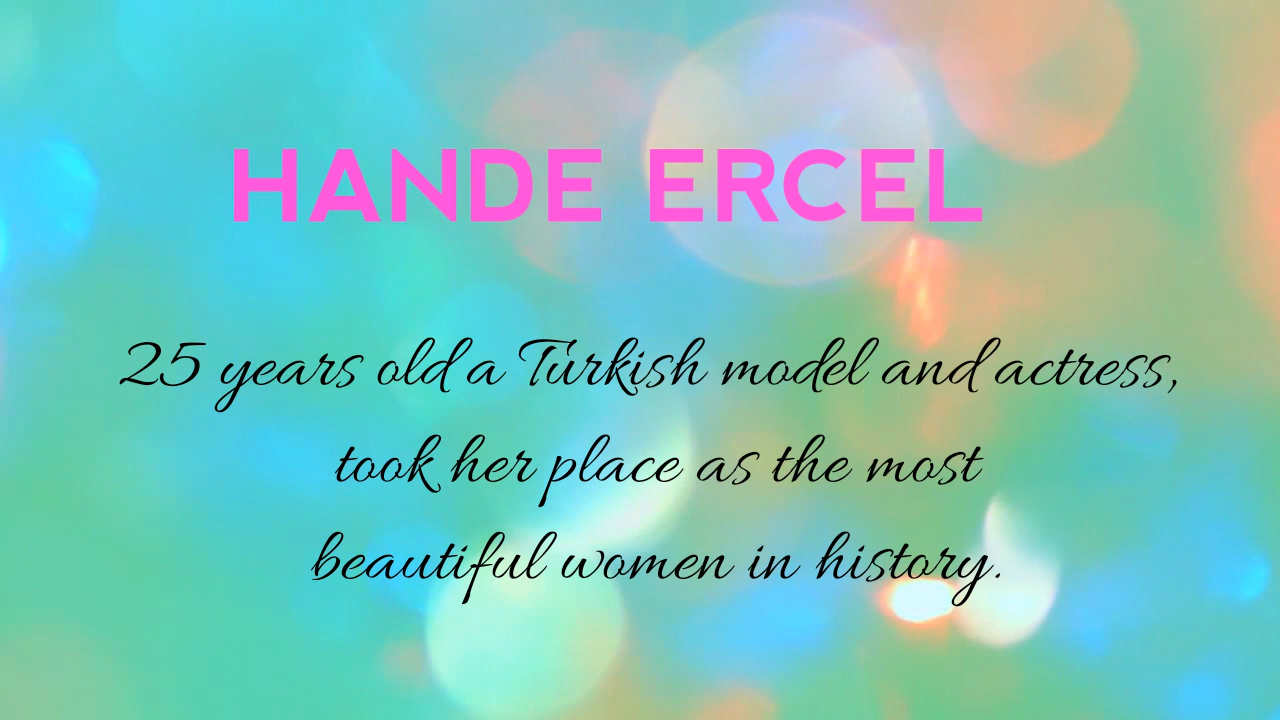 HANDE ERCEL
25 years old a Turkish model and actress,
took her place as the most
beautiful women in history.